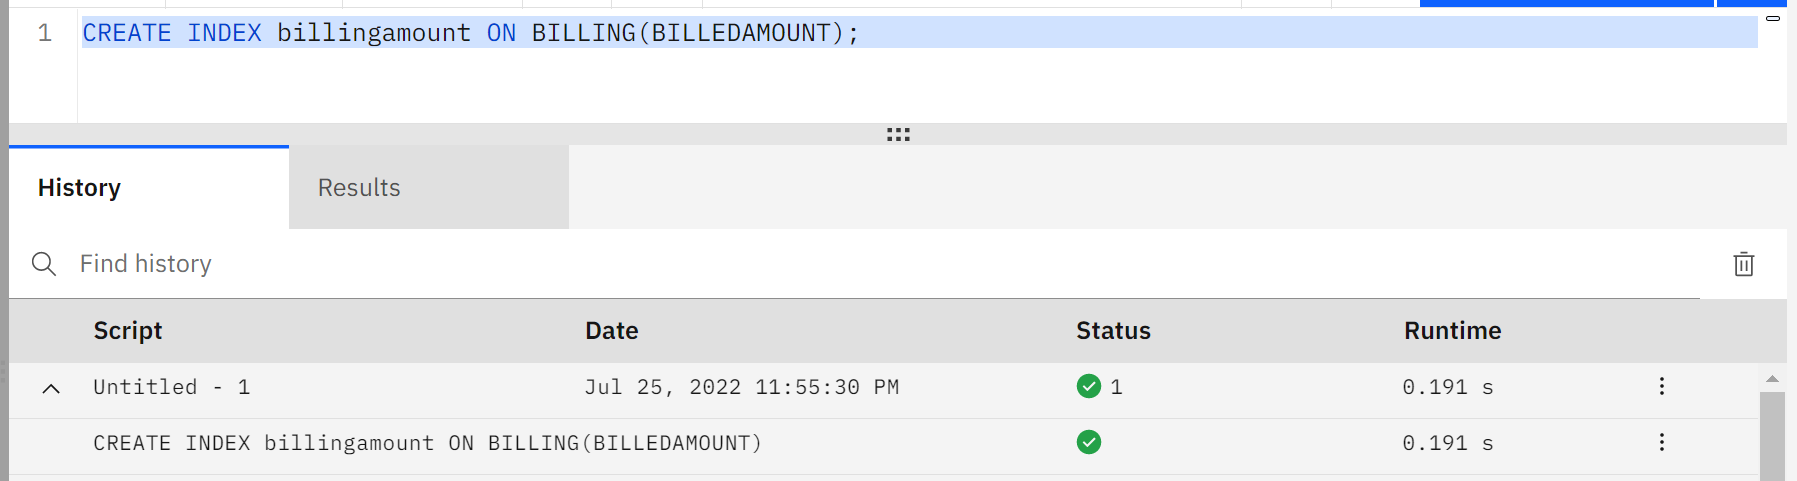 1 CREATE INDEX billingamount ON BILLING(BILLEDAMOUNT);
History Results
Find history
Script Date Status Runtime
Untitled - 1 Jul 25, 2022 11:55:30 PM 1 0.191 s
CREATE INDEX billingamount ON BILLING(BILLEDAMOUNT) 0.191 s